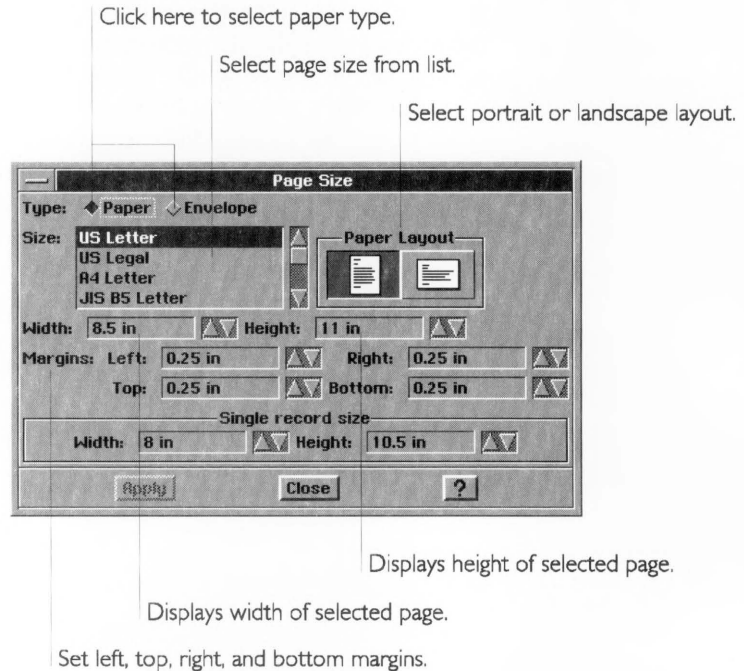 Click here to select paper type.
Select page size from list.
Select portrait or landscape layout.
Page Size
Type: Paper Envelope
Size: US Letter
US Legal
A4 Letter
JIS B5 Letter
Paper Layout
Width: 8.5 in Height: 11 in
Margins: Left: 0.25 in Right: 0.25 in
Top: 0.25 in Bottom: 0.25 in
Single record size
Width: 8 in Height: 10.5 in
Apply Close ?
Displays height of selected page.
Displays width of selected page.
Set left, top, right, and bottom margins.